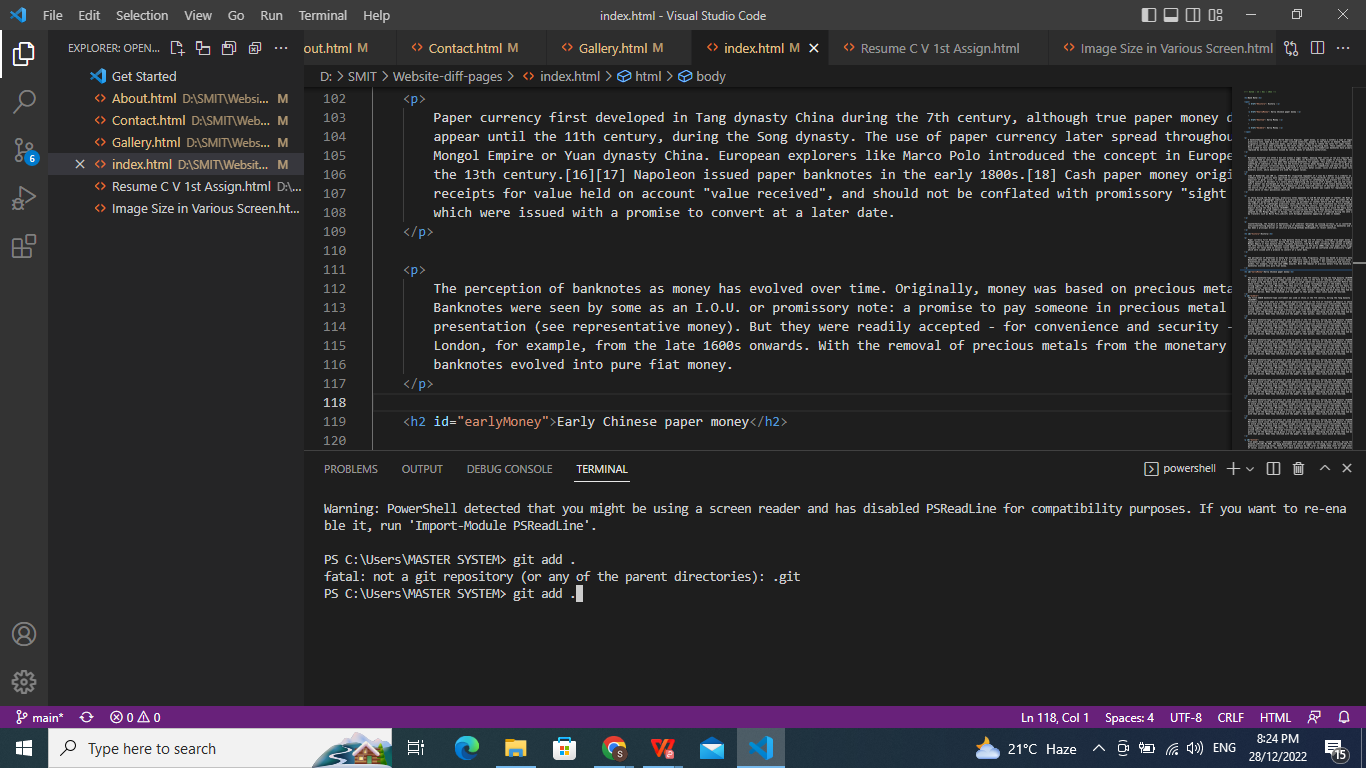 File Edit Selection View Go Run Terminal Help
index.html - Visual Studio Code
EXPLORER: OPEN...
Get Started
About.html D:\SMIT\Websi... M
Contact.html D:\SMIT\Web... M
Gallery.html D:\SMIT\Webs... M
index.html D:\SMIT\Website... M
Resume C V 1st Assign.html D:\...
Image Size in Various Screen.ht...
6
out.html M Contact.html M Gallery.html M index.html M Resume C V 1st Assign.html Image Size in Various Screen.html
D: > SMIT > Website-diff-pages > index.html > html > body
102 <p>
103 Paper currency first developed in Tang dynasty China during the 7th century, although true paper money d
104 appear until the 11th century, during the Song dynasty. The use of paper currency later spread throughou
105 Mongol Empire or Yuan dynasty China. European explorers like Marco Polo introduced the concept in Europe
106 the 13th century.[16][17] Napoleon issued paper banknotes in the early 1800s.[18] Cash paper money origi
107 receipts for value held on account "value received", and should not be conflated with promissory "sight
108 which were issued with a promise to convert at a later date.
109 </p>
110
111 <p>
112 The perception of banknotes as money has evolved over time. Originally, money was based on precious meta
113 Banknotes were seen by some as an I.O.U. or promissory note: a promise to pay someone in precious metal
114 presentation (see representative money). But they were readily accepted - for convenience and security -
115 London, for example, from the late 1600s onwards. With the removal of precious metals from the monetary
116 banknotes evolved into pure fiat money.
117 </p>
118
119 <h2 id="earlyMoney">Early Chinese paper money</h2>
120
PROBLEMS OUTPUT DEBUG CONSOLE TERMINAL
powershell
Warning: PowerShell detected that you might be using a screen reader and has disabled PSReadLine for compatibility purposes. If you want to re-ena
ble it, run 'Import-Module PSReadLine'.
PS C:\Users\MASTER SYSTEM> git add .
fatal: not a git repository (or any of the parent directories): .git
PS C:\Users\MASTER SYSTEM> git add .
main* 0 0 Ln 118, Col 1 Spaces: 4 UTF-8 CRLF HTML
Type here to search
21°C Haze
ENG
8:24 PM
28/12/2022
15